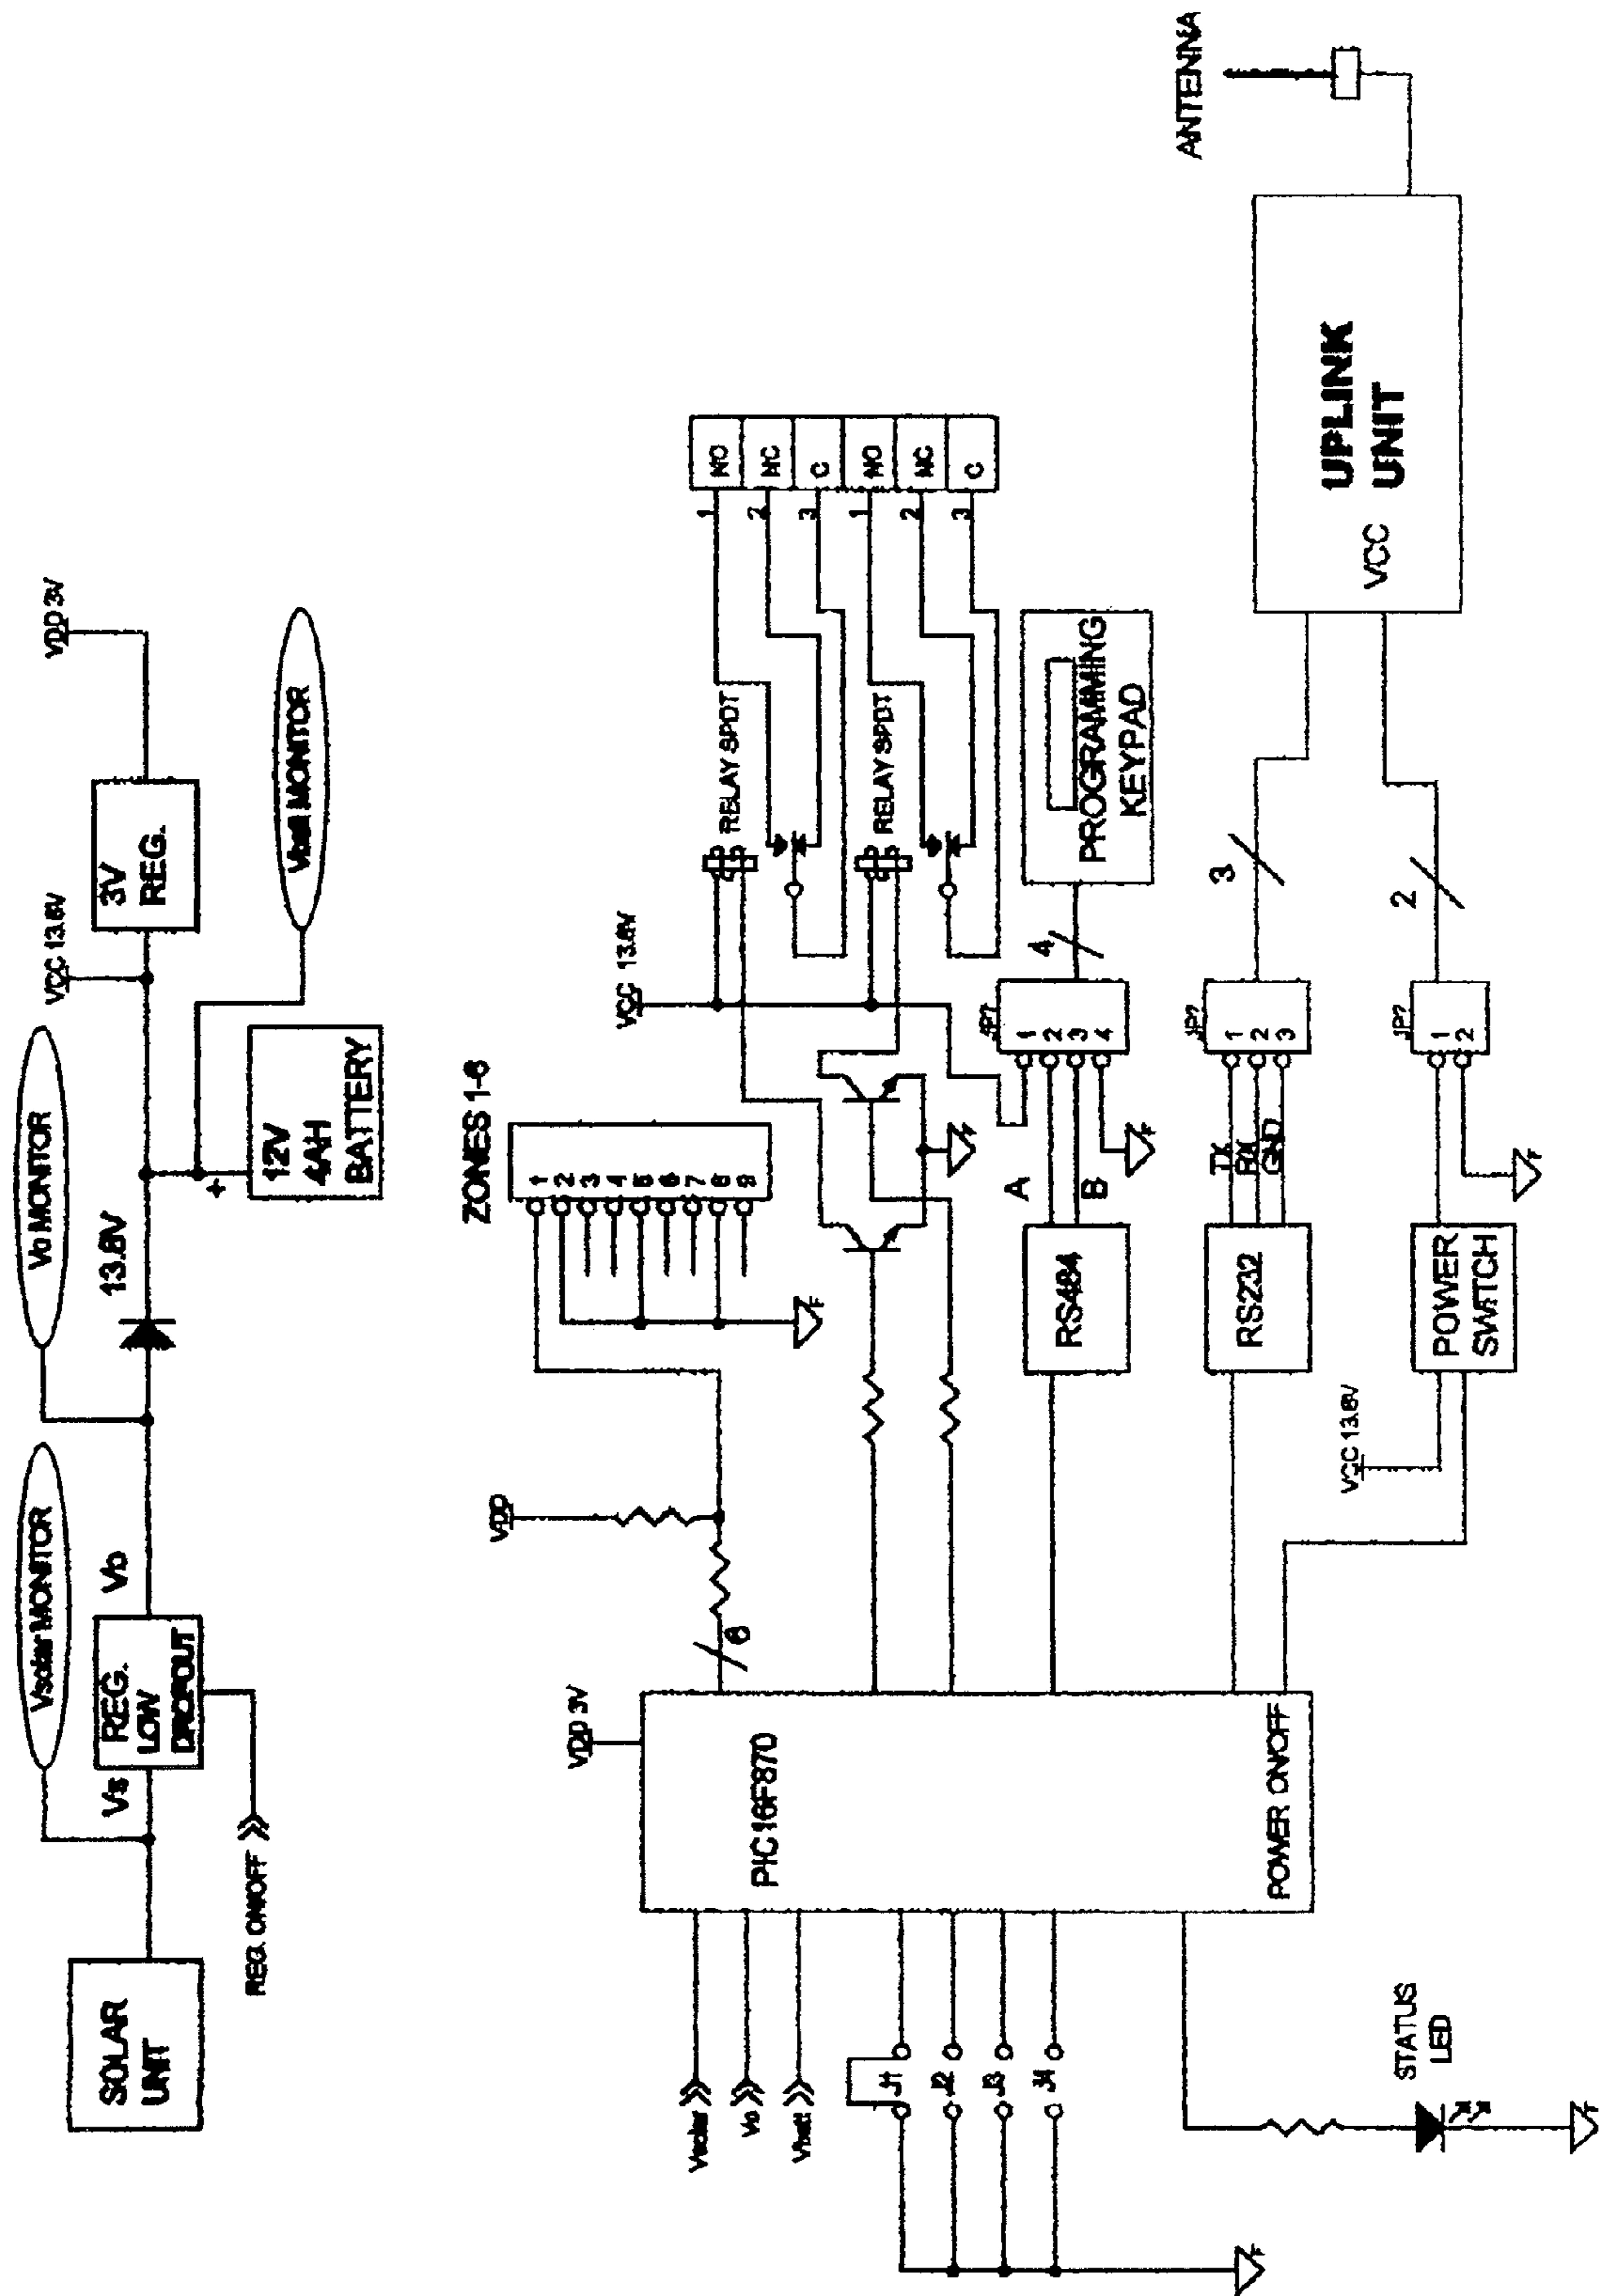 SOLAR
UNIT
Vs
REG.
LOW
DROPOUT
Vo
Vsolar MONITOR
REG. ON/OFF
Vo MONITOR
13.8V
+
12V
4AH
BATTERY
VCC 13.8V
3V
REG.
VDD 3V
Vbatt MONITOR
Vsolar
Vo
Vbatt
J1
J2
J3
J4
VDD 3V
PIC16F870
POWER ON/OFF
STATUS
LED
6
VDD
ZONES 1-6
1
2
3
4
5
6
7
8
9
VCC 13.8V
RELAY SPDT
RELAY SPDT
1
2
3
1
2
3
NO
NC
C
NO
NC
C
RS484
A
B
JP?
1
2
3
4
4
PROGRAMMING
KEYPAD
RS232
TX
RX
GND
JP?
1
2
3
3
VCC 13.8V
POWER
SWITCH
JP?
1
2
2
UPLINK
UNIT
VCC
ANTENNA